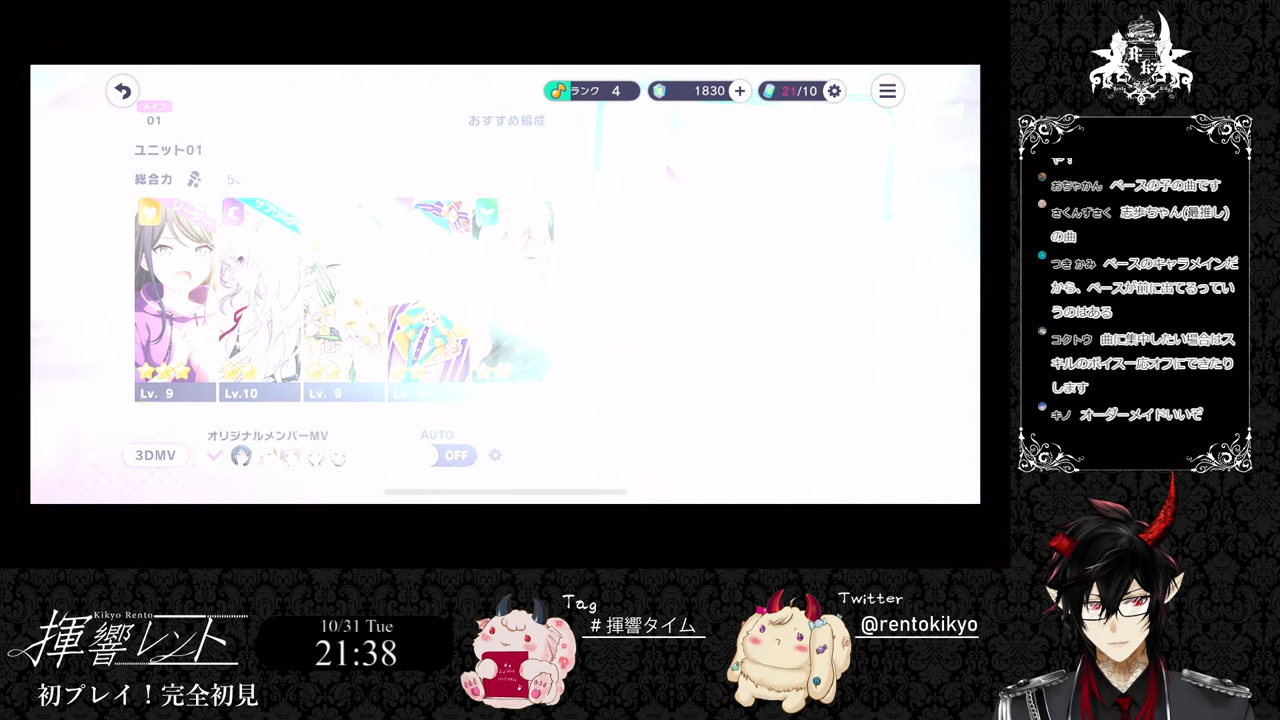 ランク 4
1830
21/10
メイン
01
おすすめ編成
ユニット01
総合力
Lv. 9
Lv.10
Lv. 9
オリジナルメンバーMV
AUTO
3DMV
OFF
おちゃかん ベースの子の曲です
さくんずさく 志歩ちゃん(最推し)
の曲
つき かみ ベースのキャラメインだ
から、ベースが前に出てるってい
うのはある
コクトウ 曲に集中したい場合はス
キルのボイス一応オフにできたり
します
キノ オーダーメイドいいぞ
Kikyo Rento
揮響レント
初プレイ！完全初見
10/31 Tue
21:38
Tag
# 揮響タイム
Twitter
@rentokikyo